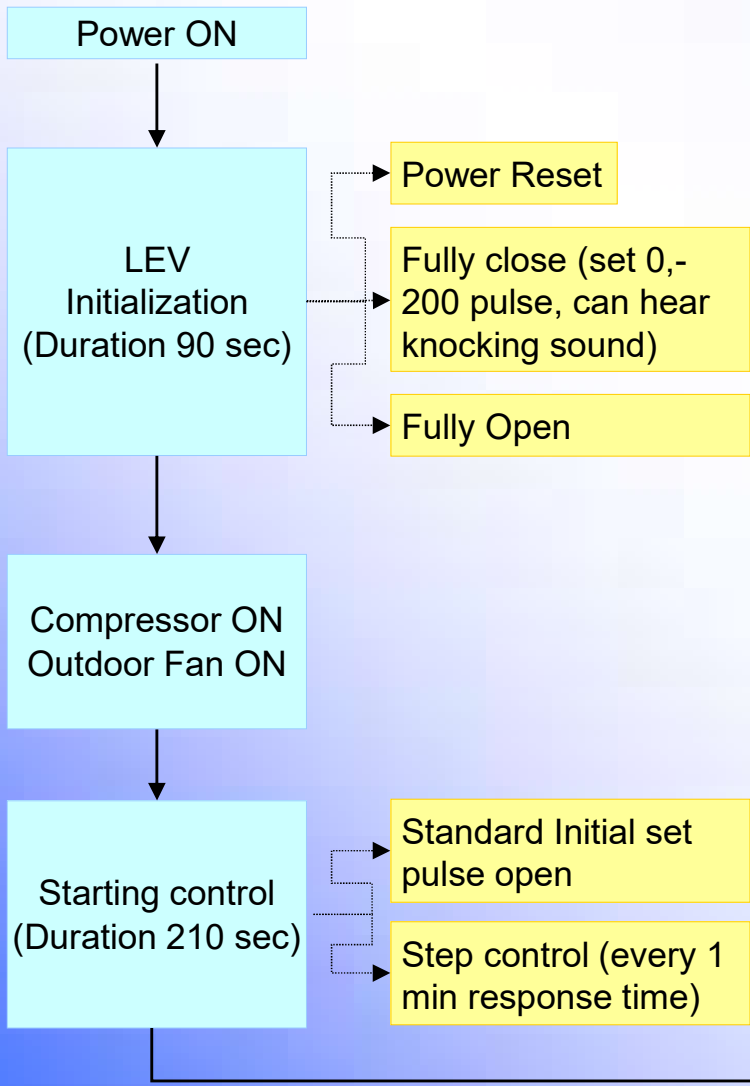 Power ON
LEV
Initialization
(Duration 90 sec)
Power Reset
Fully close (set 0,-
200 pulse, can hear
knocking sound)
Fully Open
Compressor ON
Outdoor Fan ON
Starting control
(Duration 210 sec)
Standard Initial set
pulse open
Step control (every 1
min response time)